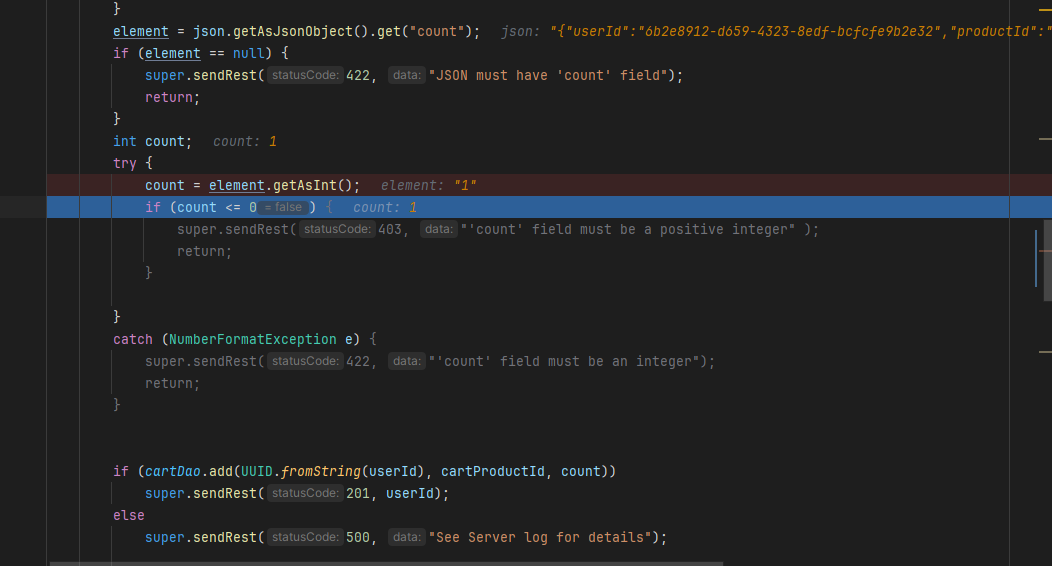 }
element = json.getAsJsonObject().get("count"); json: "{"userId":"6b2e8912-d659-4323-8edf-bcfcfe9b2e32","productId":"
if (element == null) {
super.sendRest( statusCode: 422, data: "JSON must have 'count' field");
return;
}
int count; count: 1
try {
count = element.getAsInt(); element: "1"
if (count <= 0 = false ) { count: 1
super.sendRest( statusCode: 403, data: "'count' field must be a positive integer" );
return;
}
}
catch (NumberFormatException e) {
super.sendRest( statusCode: 422, data: "'count' field must be an integer");
return;
}
if (cartDao.add(UUID.fromString(userId), cartProductId, count))
super.sendRest( statusCode: 201, userId);
else
super.sendRest( statusCode: 500, data: "See Server log for details");